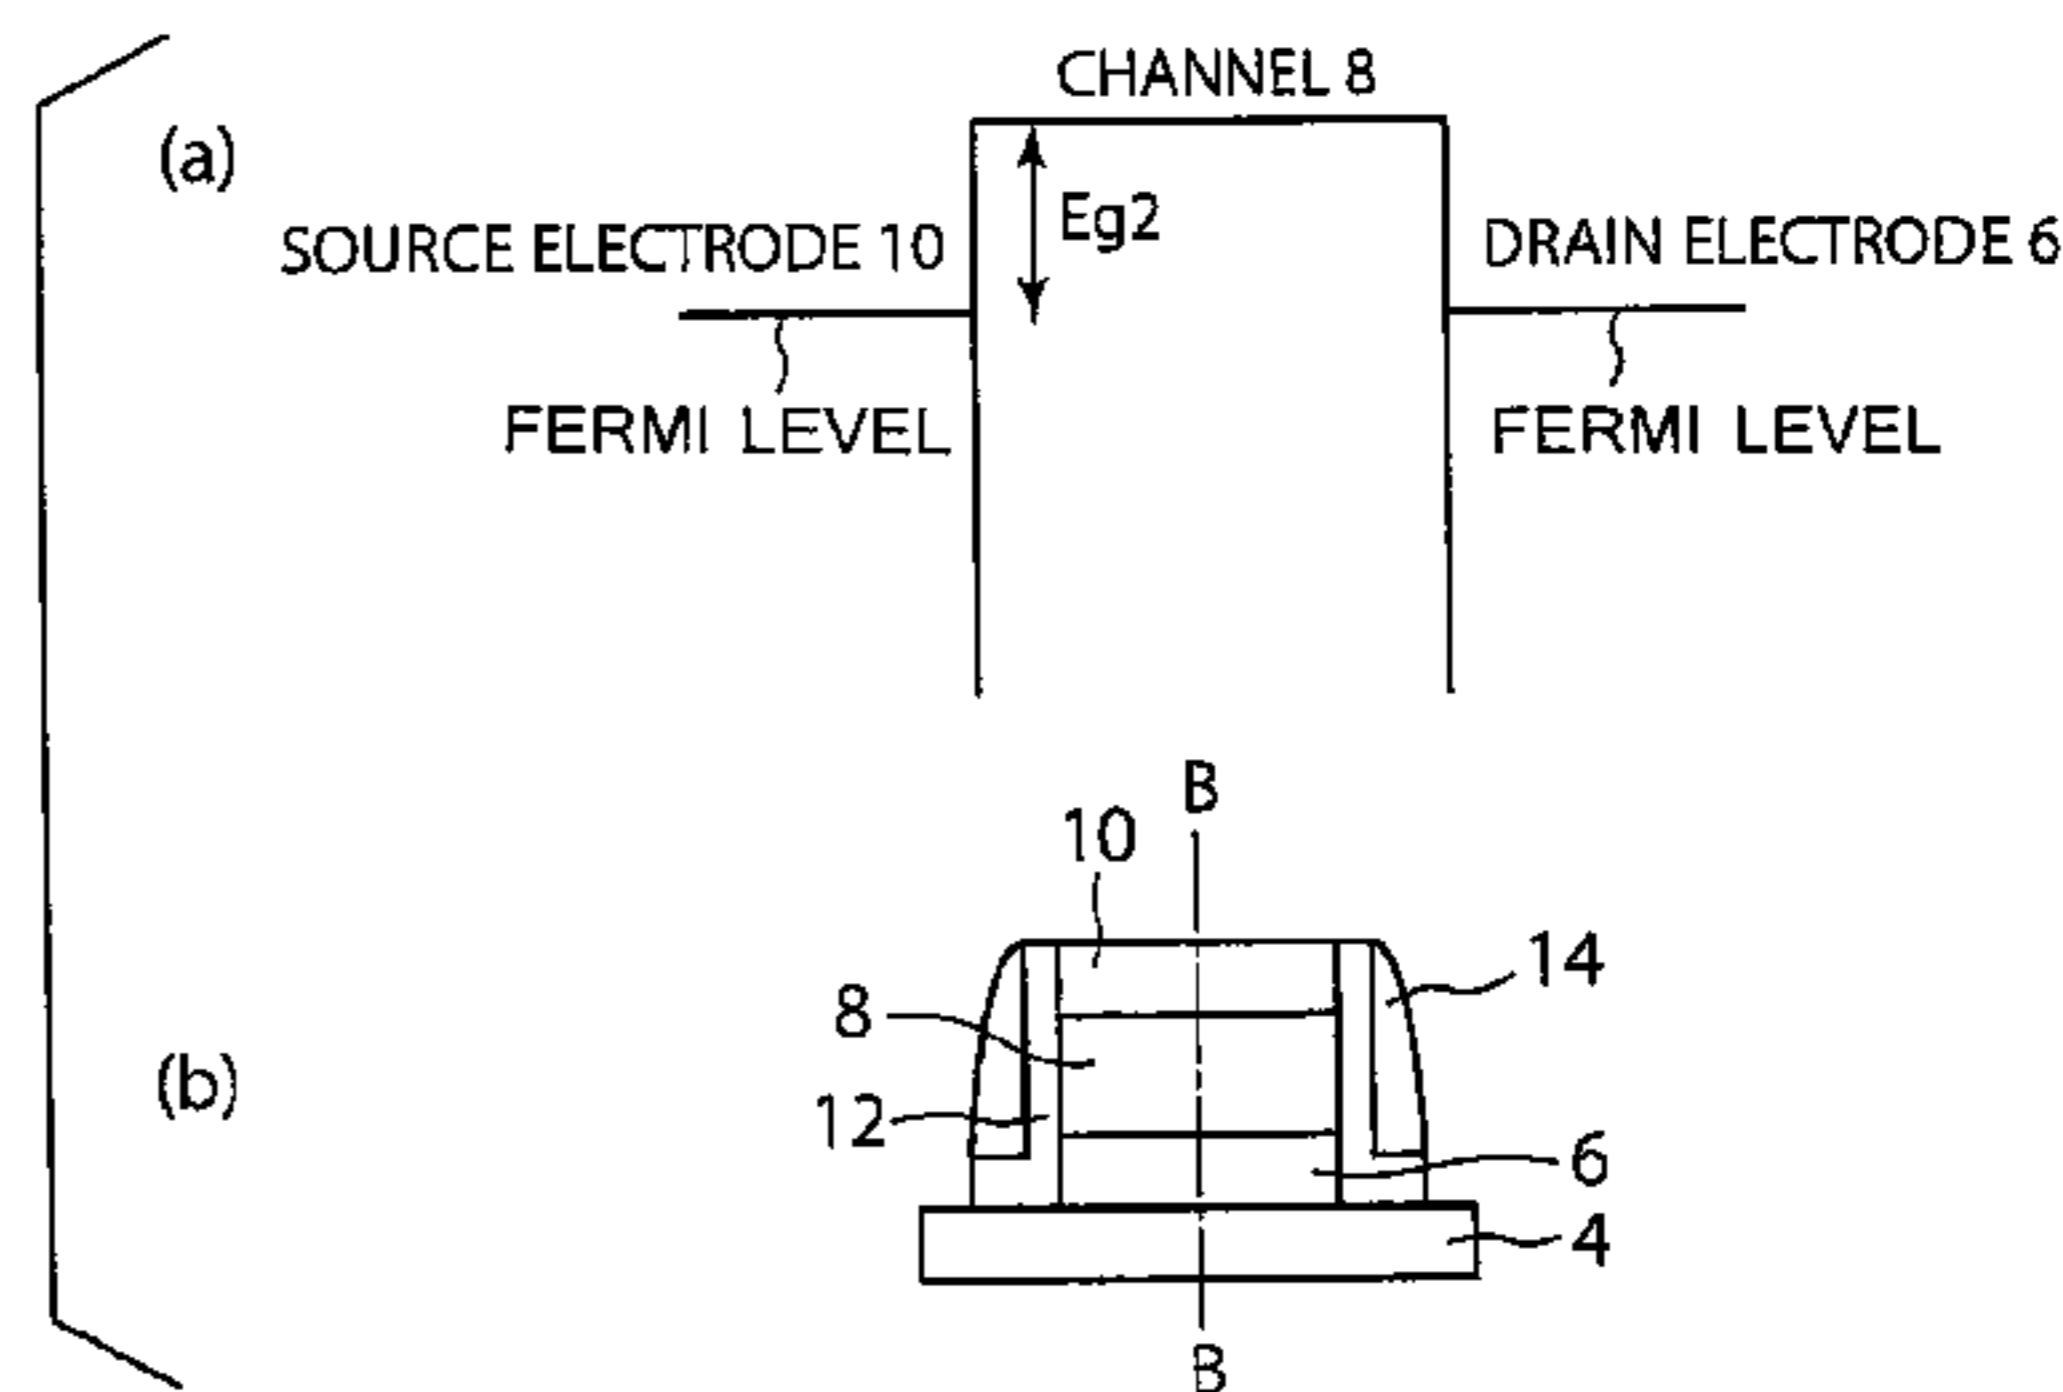 (a)
CHANNEL 8
Eg2
SOURCE ELECTRODE 10
DRAIN ELECTRODE 6
FERMI LEVEL
FERMI LEVEL
(b)
B
10
14
8
12
6
4
B